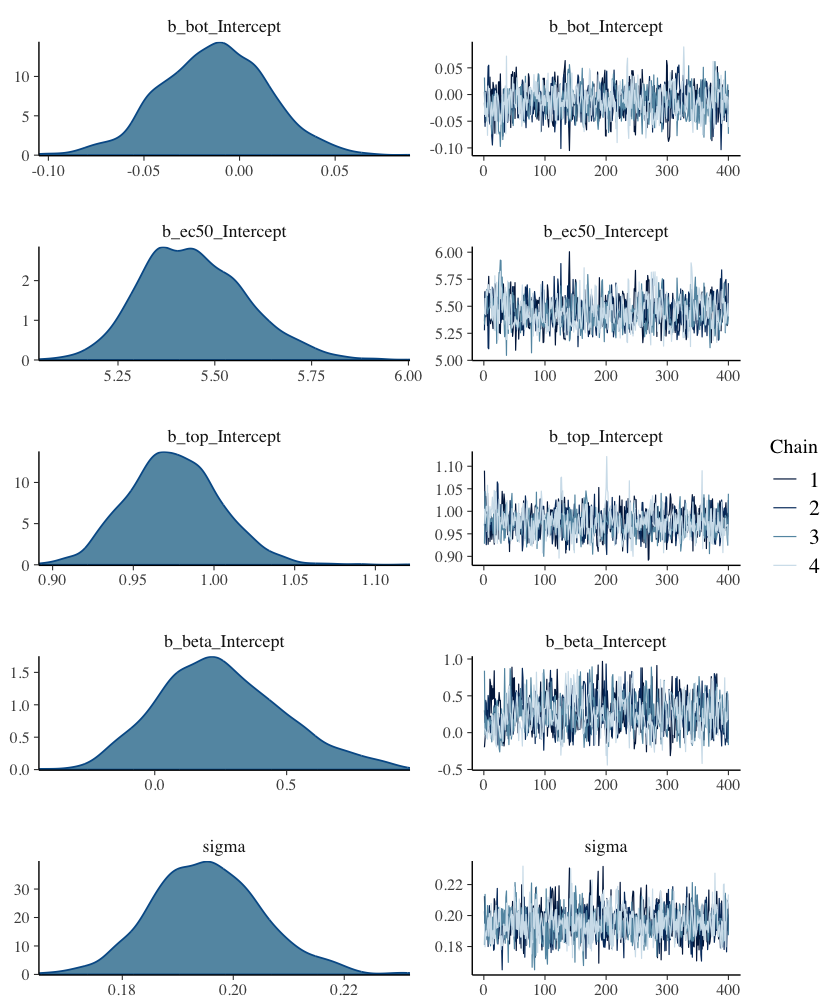 b_bot_Intercept b_bot_Intercept
10
5
0
-0.10 -0.05 0.00 0.05
0.05
0.00
-0.05
-0.10
0 100 200 300 400
b_ec50_Intercept b_ec50_Intercept
2
1
0
5.25 5.50 5.75 6.00
6.00
5.75
5.50
5.25
5.00
0 100 200 300 400
b_top_Intercept b_top_Intercept
10
5
0
0.90 0.95 1.00 1.05 1.10
1.10
1.05
1.00
0.95
0.90
0 100 200 300 400
b_beta_Intercept b_beta_Intercept
1.5
1.0
0.5
0.0
0.0 0.5
1.0
0.5
0.0
-0.5
0 100 200 300 400
sigma sigma
30
20
10
0
0.18 0.20 0.22
0.22
0.20
0.18
0 100 200 300 400
Chain
1
2
3
4